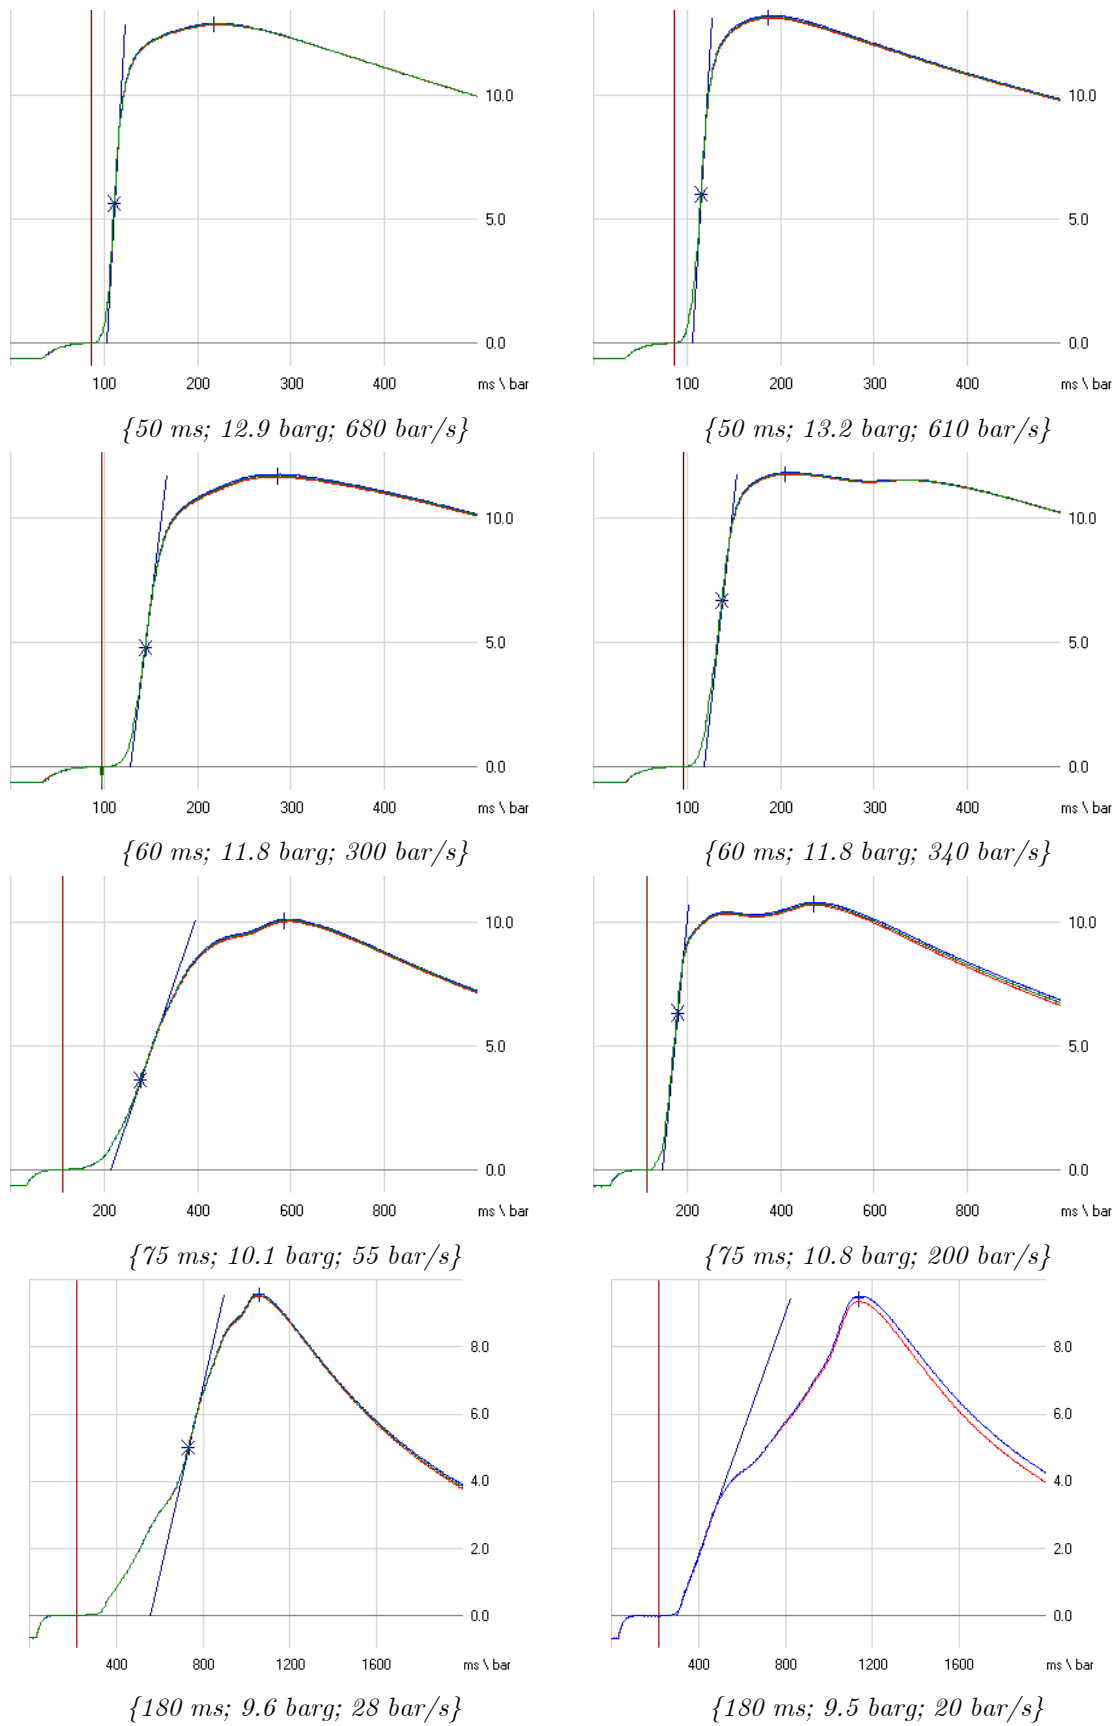 10.0 10.0
5.0 5.0
0.0 0.0
100 200 300 400 ms \ bar 100 200 300 400 ms \ bar
{50 ms; 12.9 barg; 680 bar/s} {50 ms; 13.2 barg; 610 bar/s}
10.0 10.0
5.0 5.0
0.0 0.0
100 200 300 400 ms \ bar 100 200 300 400 ms \ bar
{60 ms; 11.8 barg; 300 bar/s} {60 ms; 11.8 barg; 340 bar/s}
10.0 10.0
5.0 5.0
0.0 0.0
200 400 600 800 ms \ bar 200 400 600 800 ms \ bar
{75 ms; 10.1 barg; 55 bar/s} {75 ms; 10.8 barg; 200 bar/s}
8.0 8.0
6.0 6.0
4.0 4.0
2.0 2.0
0.0 0.0
400 800 1200 1600 ms \ bar 400 800 1200 1600 ms \ bar
{180 ms; 9.6 barg; 28 bar/s} {180 ms; 9.5 barg; 20 bar/s}